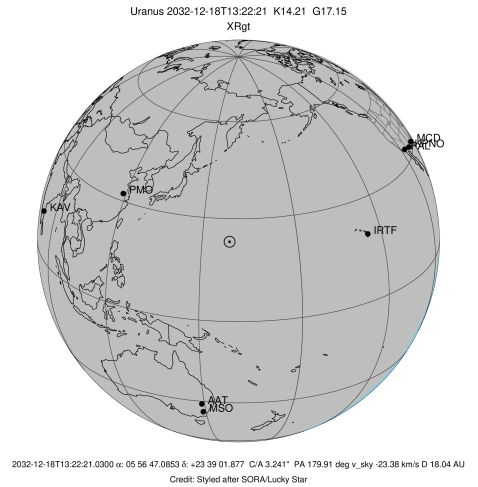 Uranus 2032-12-18T13:22:21  K14.21  G17.15
XRgt
MCD
KPNO
PAL
PMO
KAV
IRTF
AAT
MSO
2032-12-18T13:22:21.0300 α: 05 56 47.0853 δ: +23 39 01.877  C/A 3.241"  PA 179.91 deg v_sky -23.38 km/s D 18.04 AU
Credit: Styled after SORA/Lucky Star